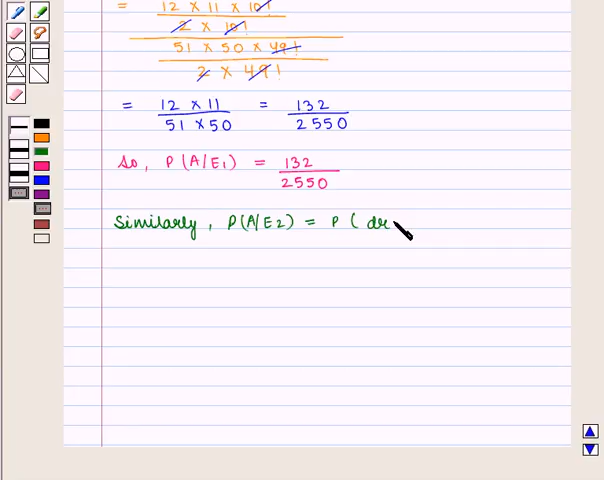 = 12 × 11 × 10!
2 × 10!
51 × 50 × 49!
2 × 49!
= 12 × 11 / 51 × 50 = 132 / 2550
So, P(A/E1) = 132 / 2550
Similarly, P(A/E2) = P ( dr